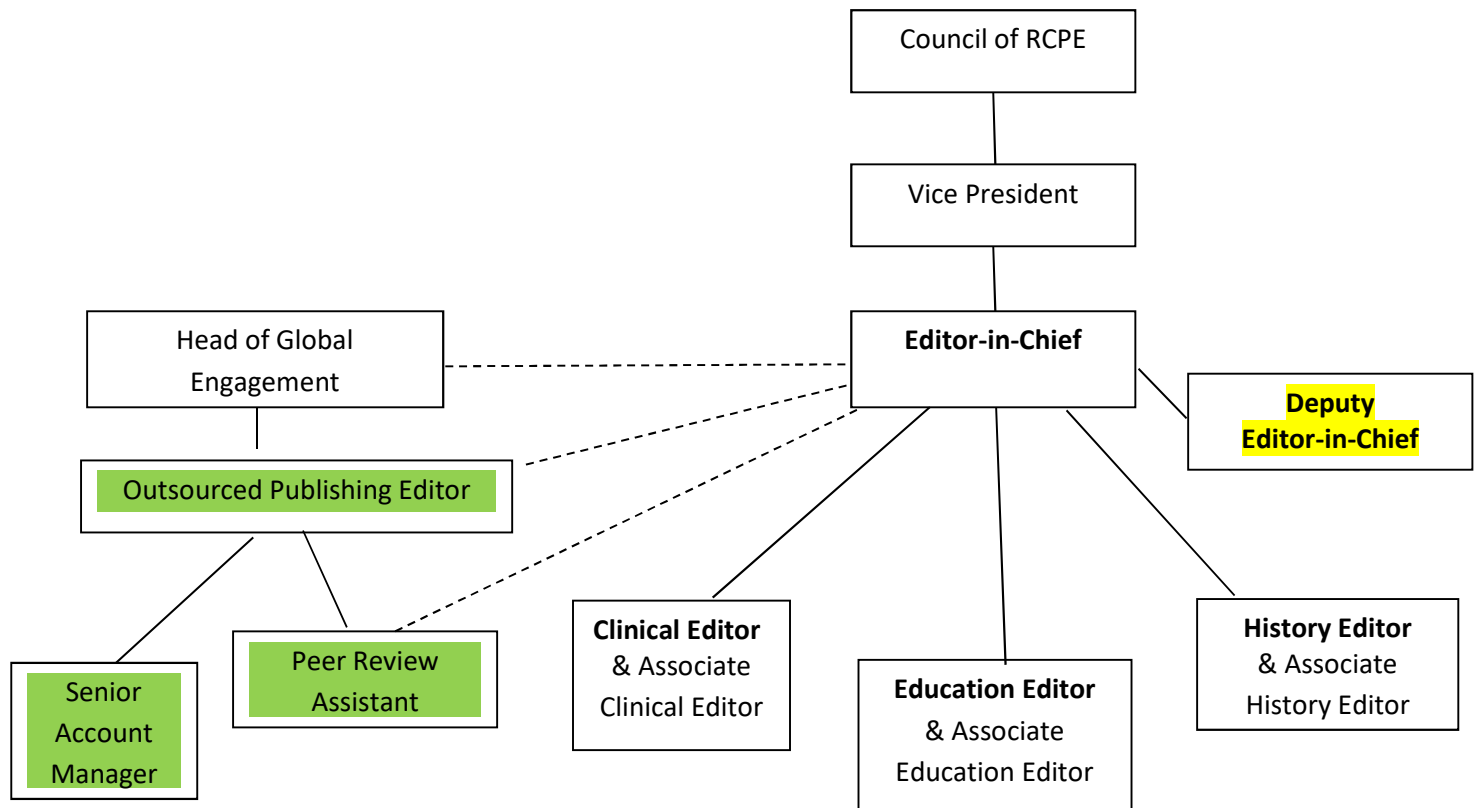 Council of RCPE
Vice President
Head of Global
Engagement
Editor-in-Chief
Deputy
Editor-in-Chief
Outsourced Publishing Editor
Clinical Editor
& Associate
Clinical Editor
History Editor
& Associate
History Editor
Peer Review
Assistant
Education Editor
& Associate
Education Editor
Senior
Account
Manager